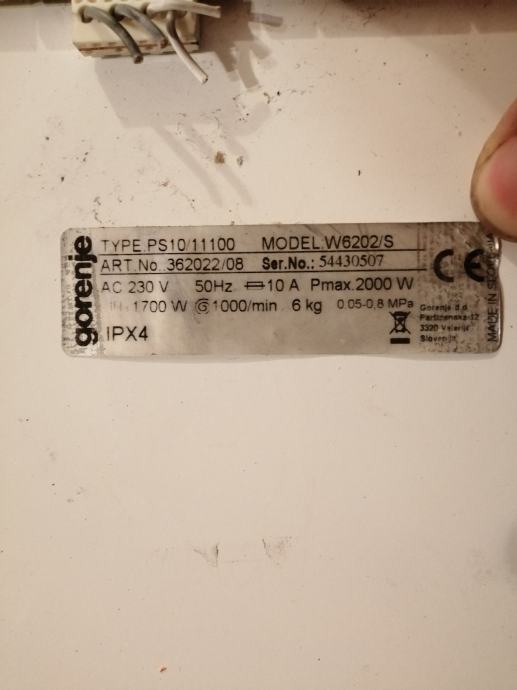 gorenje
TYPE.PS10/11100 MODEL.W6202/S
ART.No.:362022/08 Ser.No.: 54430507
AC 230 V 50Hz 10 A Pmax.2000 W
1700 W 1000/min 6 kg 0.05-0,8 MPa
IPX4
CE
Gorenje d.d.
Partizanska 12
3320 Velenje
Slovenija
MADE IN